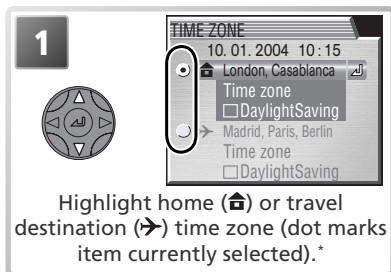 1
TIME ZONE
10. 01. 2004 10:15
London, Casablanca
Time zone
DaylightSaving
Madrid, Paris, Berlin
Time zone
DaylightSaving
Highlight home () or travel
destination () time zone (dot marks
item currently selected).*